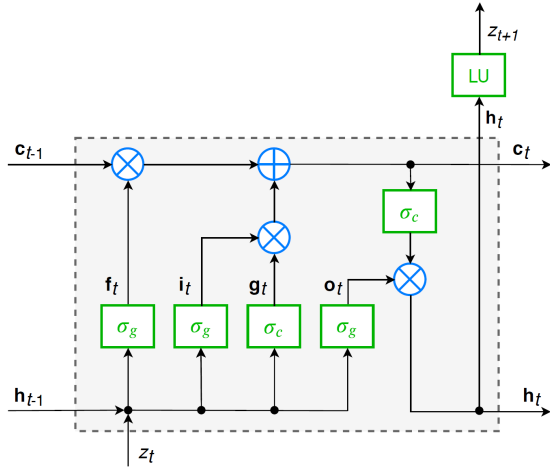 z_{t+1}
LU
h_t
c_{t-1}
c_t
σ_c
f_t
i_t
g_t
o_t
σ_g
σ_g
σ_c
σ_g
h_{t-1}
h_t
z_t